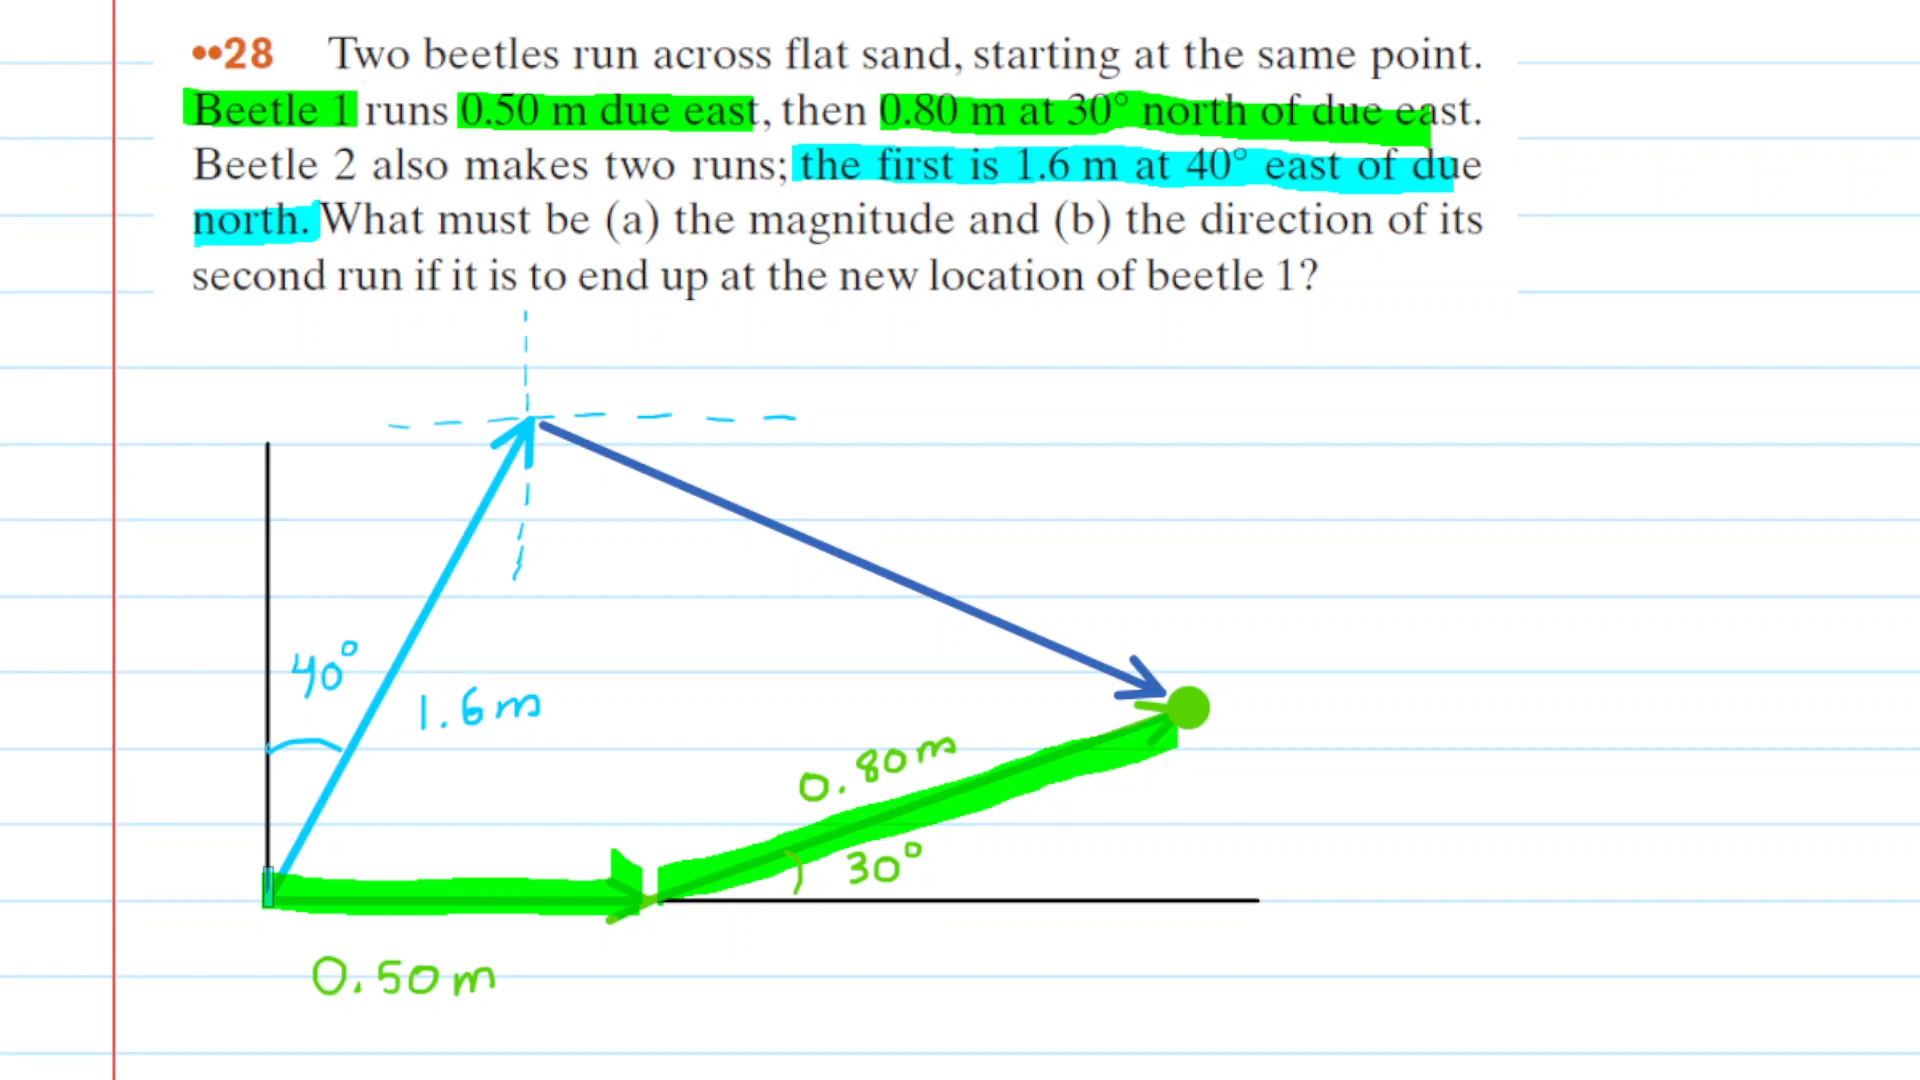 ••28 Two beetles run across flat sand, starting at the same point.
Beetle 1 runs 0.50 m due east, then 0.80 m at 30° north of due east.
Beetle 2 also makes two runs; the first is 1.6 m at 40° east of due
north. What must be (a) the magnitude and (b) the direction of its
second run if it is to end up at the new location of beetle 1?
40°
1.6m
0.80m
30°
0.50m